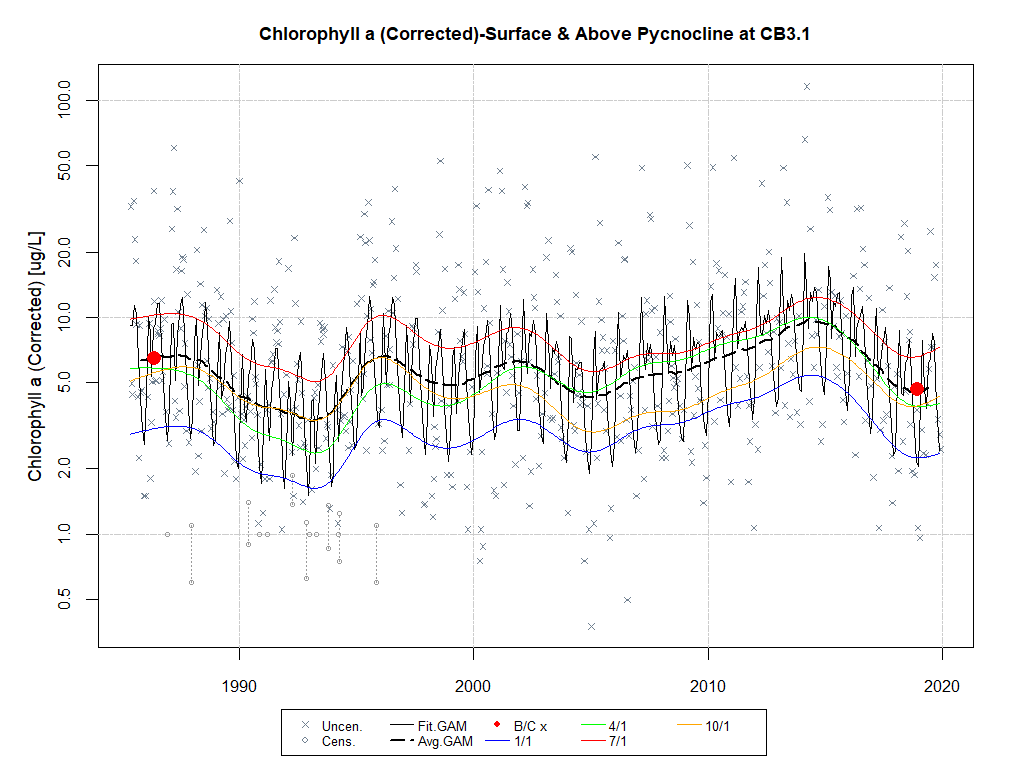 Chlorophyll a (Corrected)-Surface & Above Pycnocline at CB3.1
Chlorophyll a (Corrected) [ug/L]
100.0
50.0
20.0
10.0
5.0
2.0
1.0
0.5
1990 2000 2010 2020
Uncen. Fit.GAM B/C x 4/1 10/1
Cens. Avg.GAM 1/1 7/1